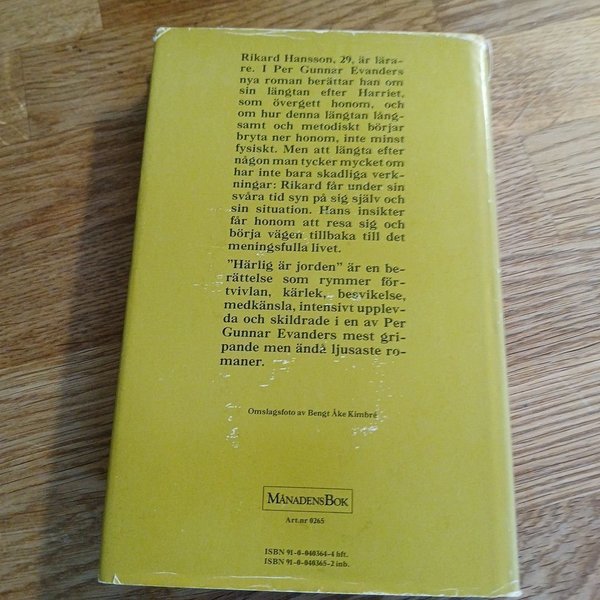 Rikard Hansson, 29, är lära-
re. I Per Gunnar Evanders
nya roman berättar han om
sin längtan efter Harriet,
som övergett honom, och
om hur denna längtan lång-
samt och metodiskt börjar
bryta ner honom, inte minst
fysiskt. Men att längta efter
någon man tycker mycket om
har inte bara skadliga verk-
ningar: Rikard får under sin
svåra tid syn på sig själv och
sin situation. Hans insikter
får honom att resa sig och
börja vägen tillbaka till det
meningsfulla livet.
”Härlig är jorden” är en be-
rättelse som rymmer för-
tvivlan, kärlek, besvikelse,
medkänsla, intensivt upplev-
da och skildrade i en av Per
Gunnar Evanders mest gri-
pande men ändå ljusaste ro-
maner.
Omslagsfoto av Bengt Åke Kimbré
MÅNADENSBOK
Art.nr 0265
ISBN 91-0-040364-4 hft.
ISBN 91-0-040365-2 inb.